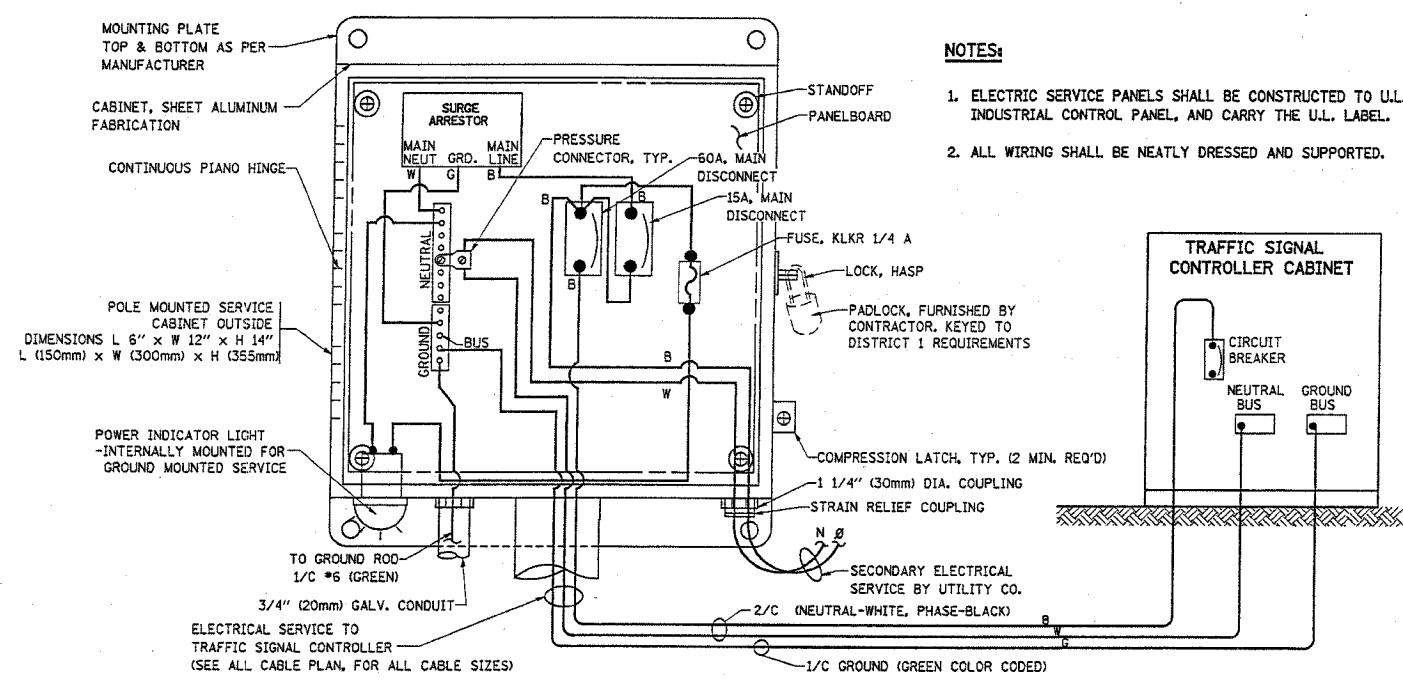 MOUNTING PLATE
TOP & BOTTOM AS PER
MANUFACTURER
CABINET, SHEET ALUMINUM
FABRICATION
CONTINUOUS PIANO HINGE
POLE MOUNTED SERVICE
CABINET OUTSIDE
DIMENSIONS L 6" x W 12" x H 14"
L (150mm) x W (300mm) x H (355mm)
POWER INDICATOR LIGHT
-INTERNALLY MOUNTED FOR
GROUND MOUNTED SERVICE
TO GROUND ROD
1/C #6 (GREEN)
3/4" (20mm) GALV. CONDUIT
ELECTRICAL SERVICE TO
TRAFFIC SIGNAL CONTROLLER
(SEE ALL CABLE PLAN, FOR ALL CABLE SIZES)
SURGE
ARRESTOR
MAIN
NEUT
GRD.
MAIN
LINE
W
G
B
NEUTRAL
GROUND
BUS
PRESSURE
CONNECTOR, TYP.
B
B
B
B
W
STANDOFF
PANELBOARD
60A, MAIN
DISCONNECT
15A, MAIN
DISCONNECT
FUSE, KLKR 1/4 A
LOCK, HASP
PADLOCK, FURNISHED BY
CONTRACTOR. KEYED TO
DISTRICT 1 REQUIREMENTS
COMPRESSION LATCH, TYP. (2 MIN. REQ'D)
1 1/4" (30mm) DIA. COUPLING
STRAIN RELIEF COUPLING
N Ø
SECONDARY ELECTRICAL
SERVICE BY UTILITY CO.
2/C (NEUTRAL-WHITE, PHASE-BLACK)
B
W
G
1/C GROUND (GREEN COLOR CODED)
NOTES:
1. ELECTRIC SERVICE PANELS SHALL BE CONSTRUCTED TO U.L.
INDUSTRIAL CONTROL PANEL, AND CARRY THE U.L. LABEL.
2. ALL WIRING SHALL BE NEATLY DRESSED AND SUPPORTED.
TRAFFIC SIGNAL
CONTROLLER CABINET
CIRCUIT
BREAKER
NEUTRAL
BUS
GROUND
BUS